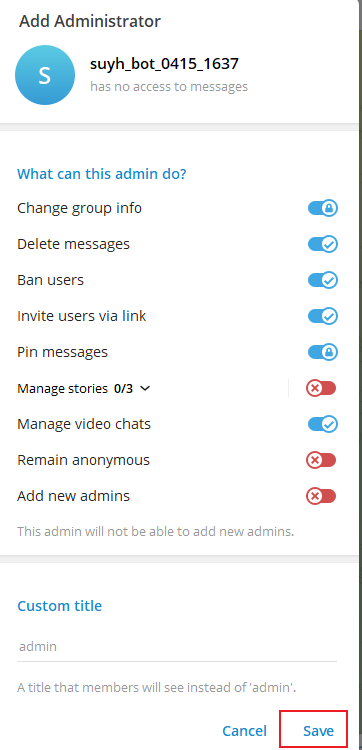 Add Administrator
S
suyh_bot_0415_1637
has no access to messages
What can this admin do?
Change group info
Delete messages
Ban users
Invite users via link
Pin messages
Manage stories 0/3
Manage video chats
Remain anonymous
Add new admins
This admin will not be able to add new admins.
Custom title
admin
A title that members will see instead of 'admin'.
Cancel Save